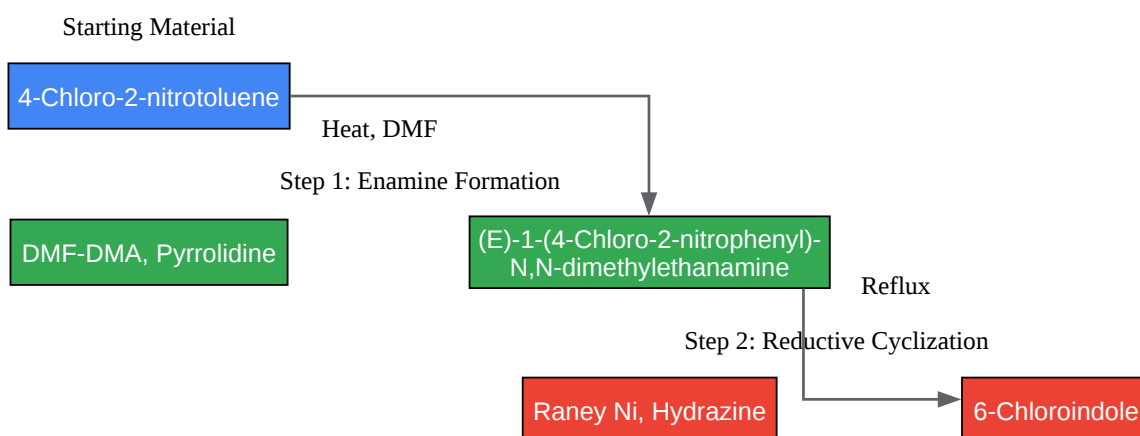 Starting Material
4-Chloro-2-nitrotoluene
Heat, DMF
Step 1: Enamine Formation
DMF-DMA, Pyrrolidine
(E)-1-(4-Chloro-2-nitrophenyl)-
N,N-dimethylethanamine
Reflux
Step 2: Reductive Cyclization
Raney Ni, Hydrazine
6-Chloroindole